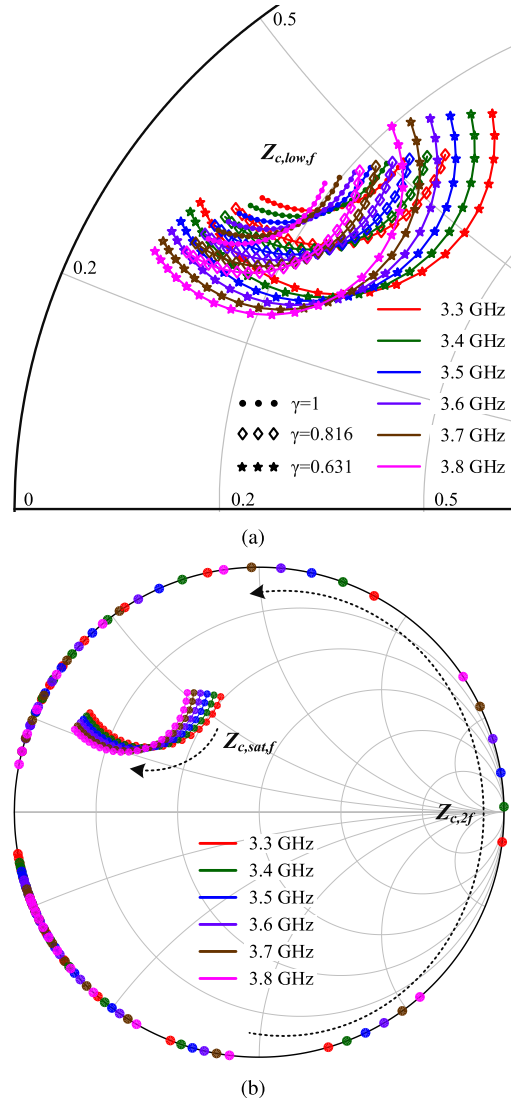 0.5
Z_c,low,f
0.2
3.3 GHz
3.4 GHz
3.5 GHz
γ=1 3.6 GHz
γ=0.816 3.7 GHz
γ=0.631 3.8 GHz
0 0.2 0.5
(a)
Z_c,sat,f
Z_c,2f
3.3 GHz
3.4 GHz
3.5 GHz
3.6 GHz
3.7 GHz
3.8 GHz
(b)